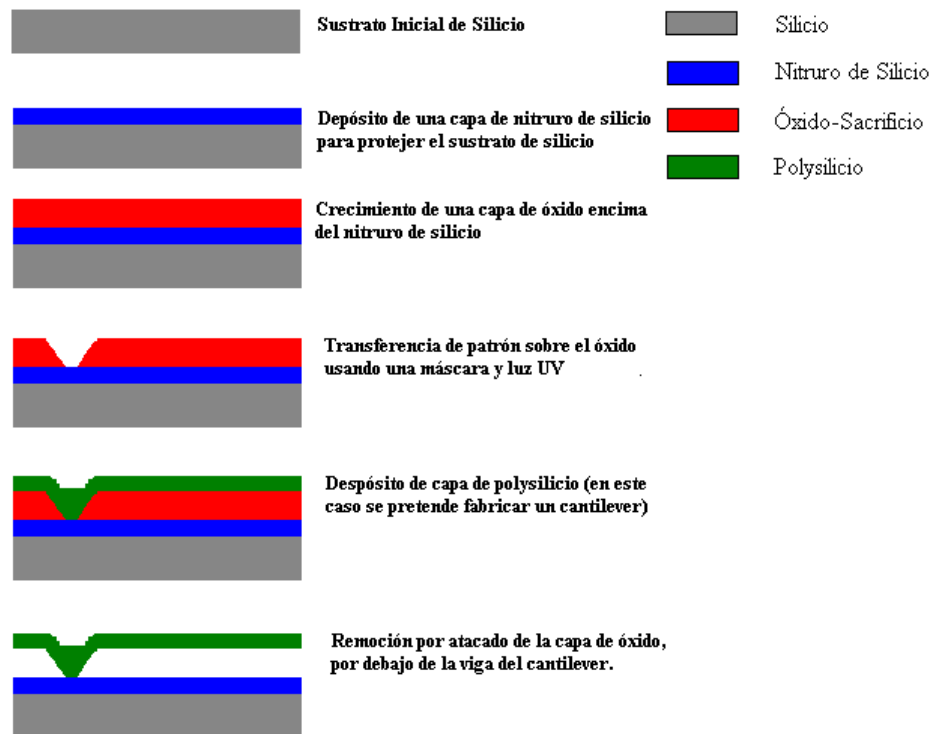 Sustrato Inicial de Silicio
Depósito de una capa de nitruro de silicio
para protejer el sustrato de silicio
Crecimiento de una capa de óxido encima
del nitruro de silicio
Transferencia de patrón sobre el óxido
usando una máscara y luz UV
Despósito de capa de polysilicio (en este
caso se pretende fabricar un cantilever)
Remoción por atacado de la capa de óxido,
por debajo de la viga del cantilever.
Silicio
Nitruro de Silicio
Óxido-Sacrificio
Polysilicio